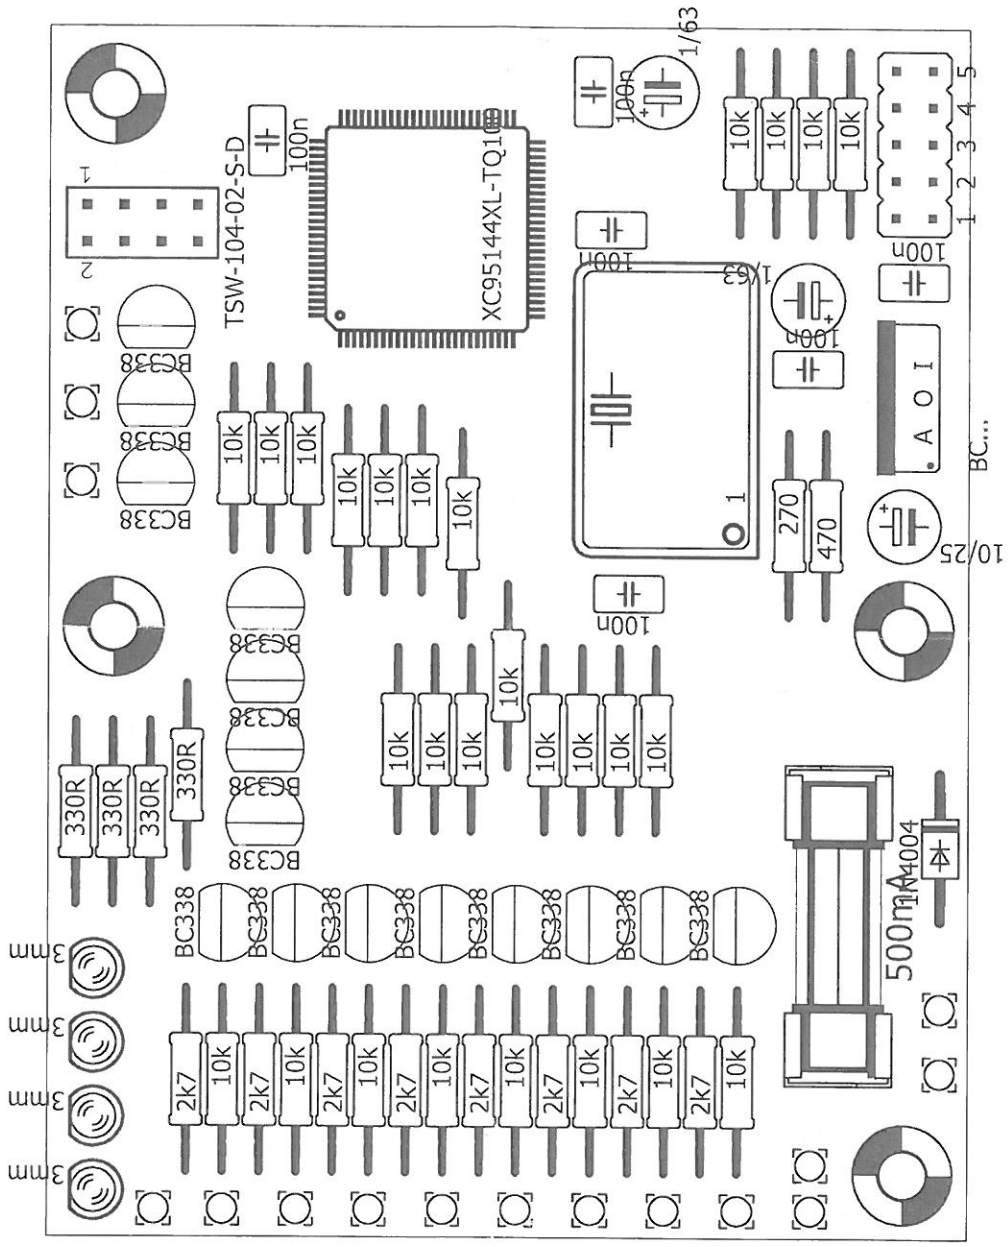 1/63
100n
10k
10k
10k
10k
5
4
3
2
1
100n
1
2
TSW-104-02-S-D
XC95144XL-TQ100
100n
1/63
100n
100n
BC338
BC338
BC338
10k
10k
10k
10k
10k
10k
10k
1
270
470
A O I
BC...
10/25
100n
BC338
BC338
BC338
BC338
330R
330R
330R
330R
10k
10k
10k
10k
10k
10k
10k
10k
1N4004
500mA
BC338
BC338
BC338
BC338
BC338
BC338
BC338
BC338
3mm
3mm
3mm
3mm
2k7
10k
2k7
10k
2k7
10k
2k7
10k
2k7
10k
2k7
10k
2k7
10k
2k7
10k